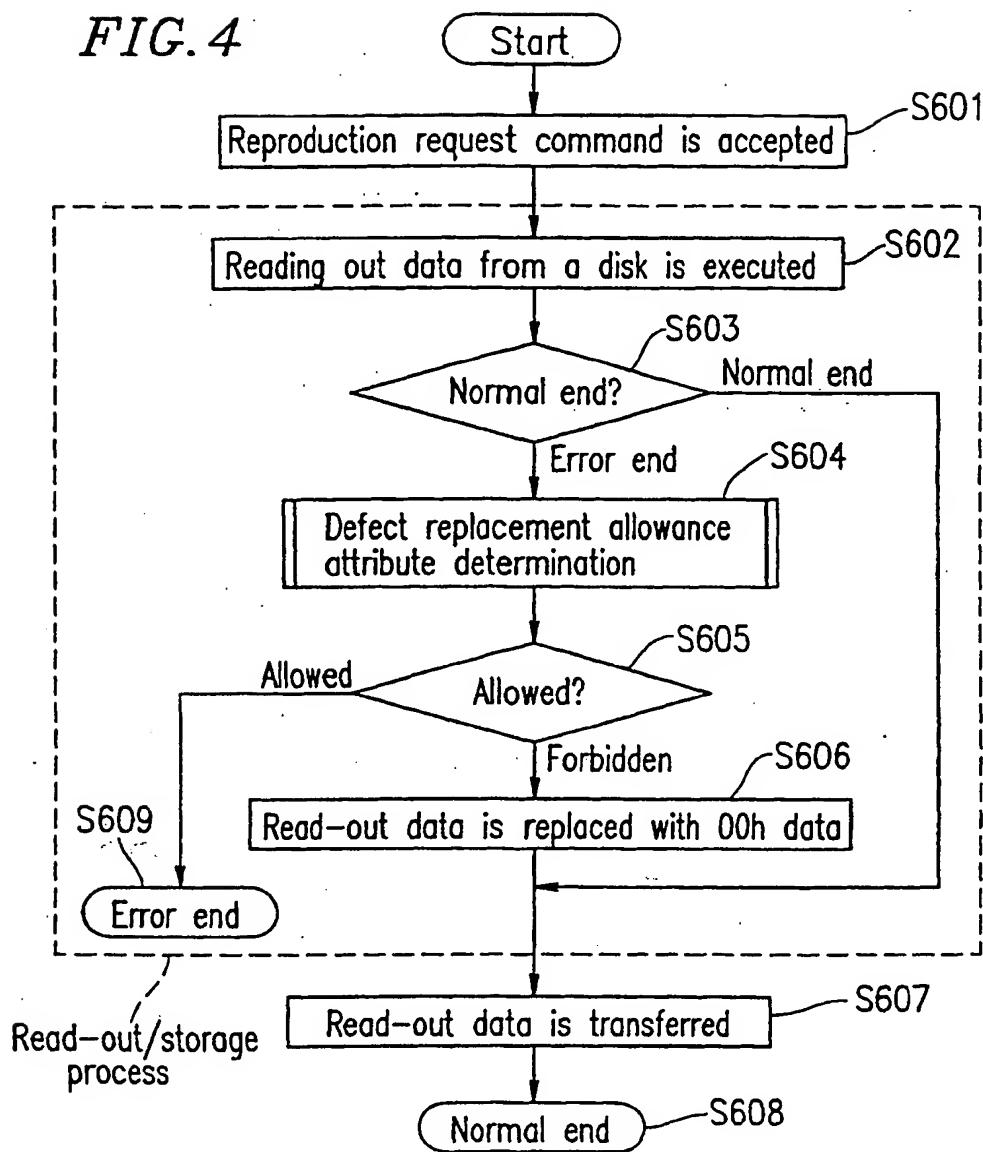 FIG. 4
Start
S601
Reproduction request command is accepted
S602
Reading out data from a disk is executed
S603
Normal end?
Normal end
Error end
S604
Defect replacement allowance
attribute determination
S605
Allowed
Allowed?
Forbidden
S606
Read-out data is replaced with 00h data
S609
Error end
S607
Read-out data is transferred
Read-out/storage
process
S608
Normal end